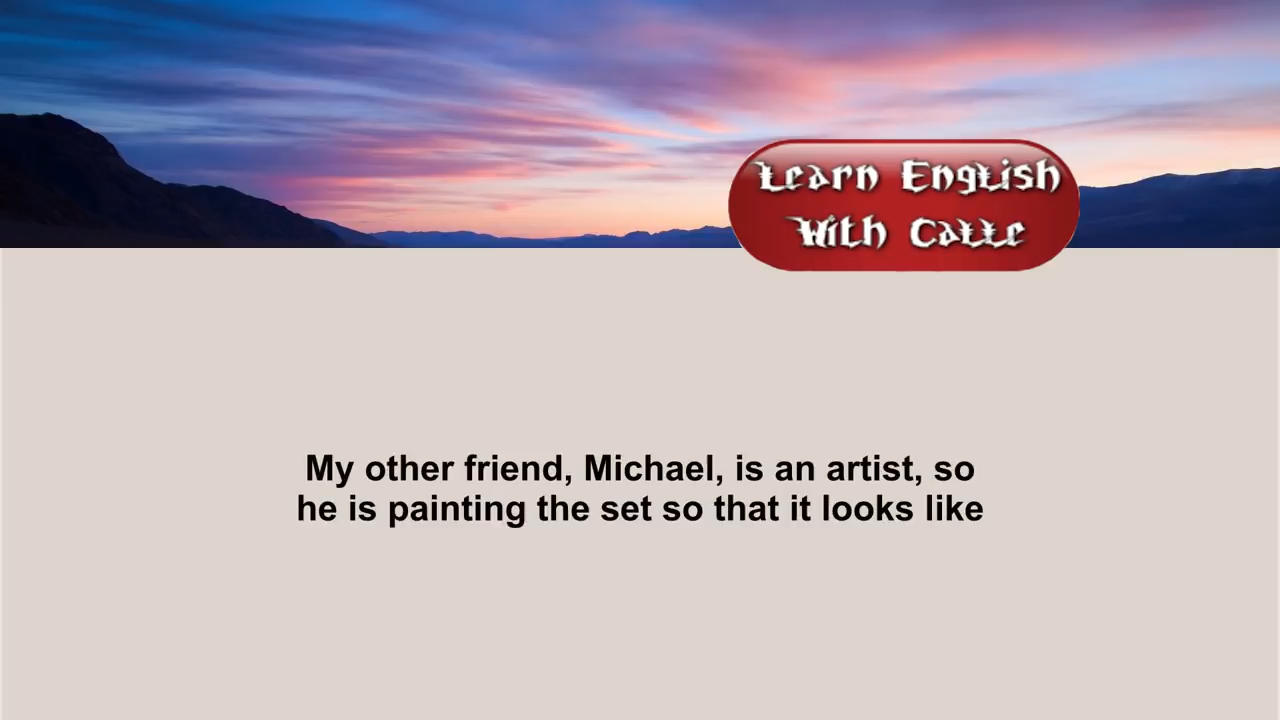 Learn English
With Calle
My other friend, Michael, is an artist, so
he is painting the set so that it looks like